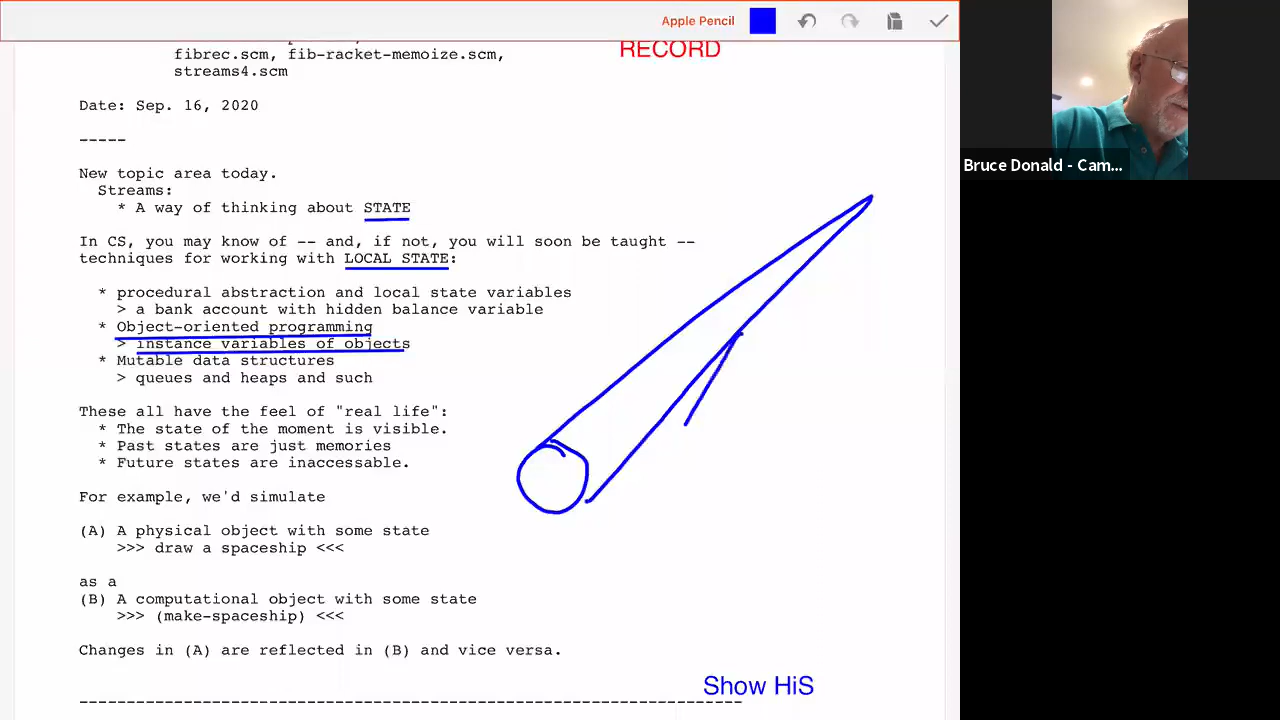 Apple Pencil
fibrec.scm, fib-racket-memoize.scm,
RECORD
streams4.scm
Date: Sep. 16, 2020
-----
New topic area today.
Streams:
* A way of thinking about STATE
In CS, you may know of -- and, if not, you will soon be taught --
techniques for working with LOCAL STATE:
* procedural abstraction and local state variables
> a bank account with hidden balance variable
* Object-oriented programming
> instance variables of objects
* Mutable data structures
> queues and heaps and such
These all have the feel of "real life":
* The state of the moment is visible.
* Past states are just memories
* Future states are inaccessable.
For example, we'd simulate
(A) A physical object with some state
>>> draw a spaceship <<<
as a
(B) A computational object with some state
>>> (make-spaceship) <<<
Changes in (A) are reflected in (B) and vice versa.
Show HiS
----------------------------------------------------------------------
Bruce Donald - Cam...